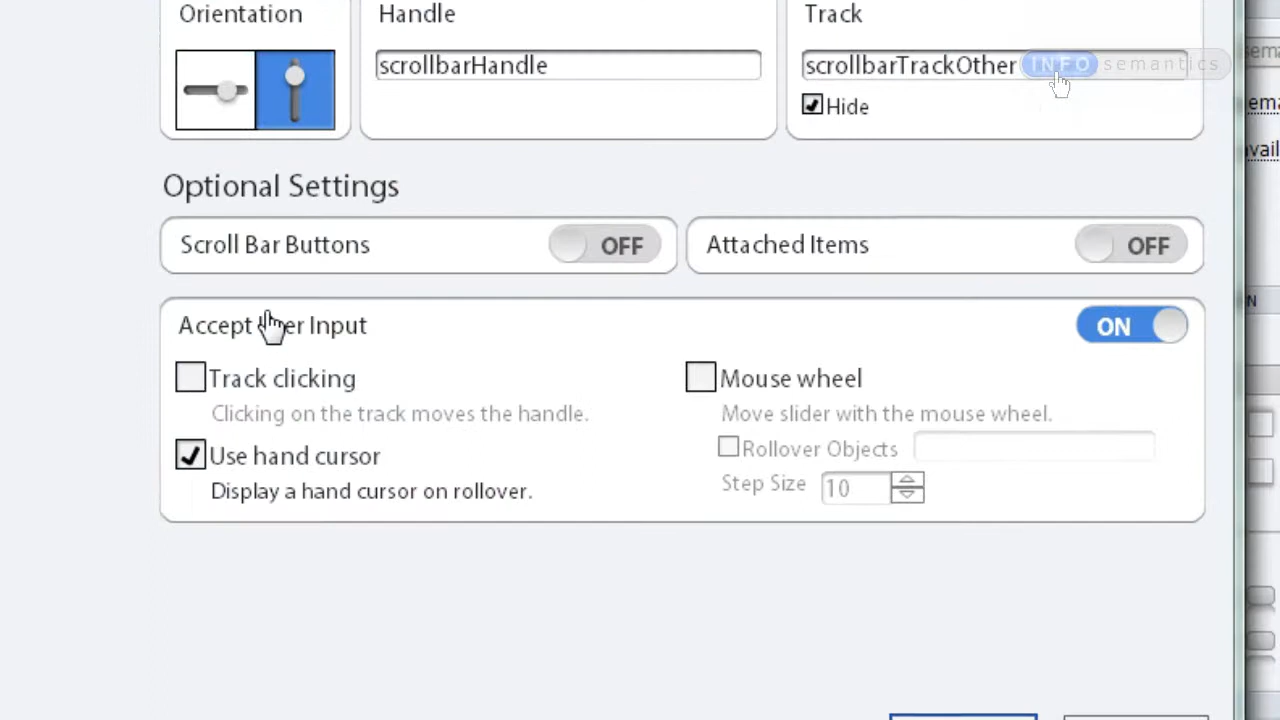 Orientation
Handle
Track
scrollbarHandle
scrollbarTrackOther
INFO semantics
Hide
Optional Settings
Scroll Bar Buttons
OFF
Attached Items
OFF
Accept User Input
ON
Track clicking
Clicking on the track moves the handle.
Use hand cursor
Display a hand cursor on rollover.
Mouse wheel
Move slider with the mouse wheel.
Rollover Objects
Step Size
10
N